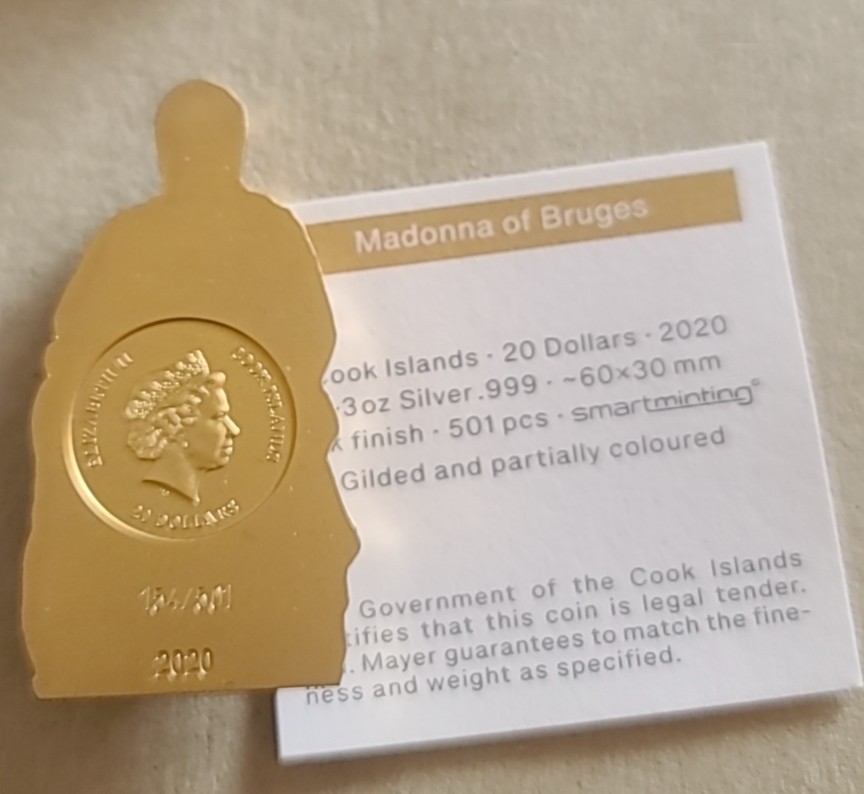 ELIZABETH II
COOK ISLANDS
20 DOLLARS
/501
2020
Madonna of Bruges
ook Islands · 20 Dollars · 2020
3 oz Silver .999 · ~60×30 mm
finish · 501 pcs · smartminting®
Gilded and partially coloured
Government of the Cook Islands
tifies that this coin is legal tender.
. Mayer guarantees to match the fine-
ness and weight as specified.